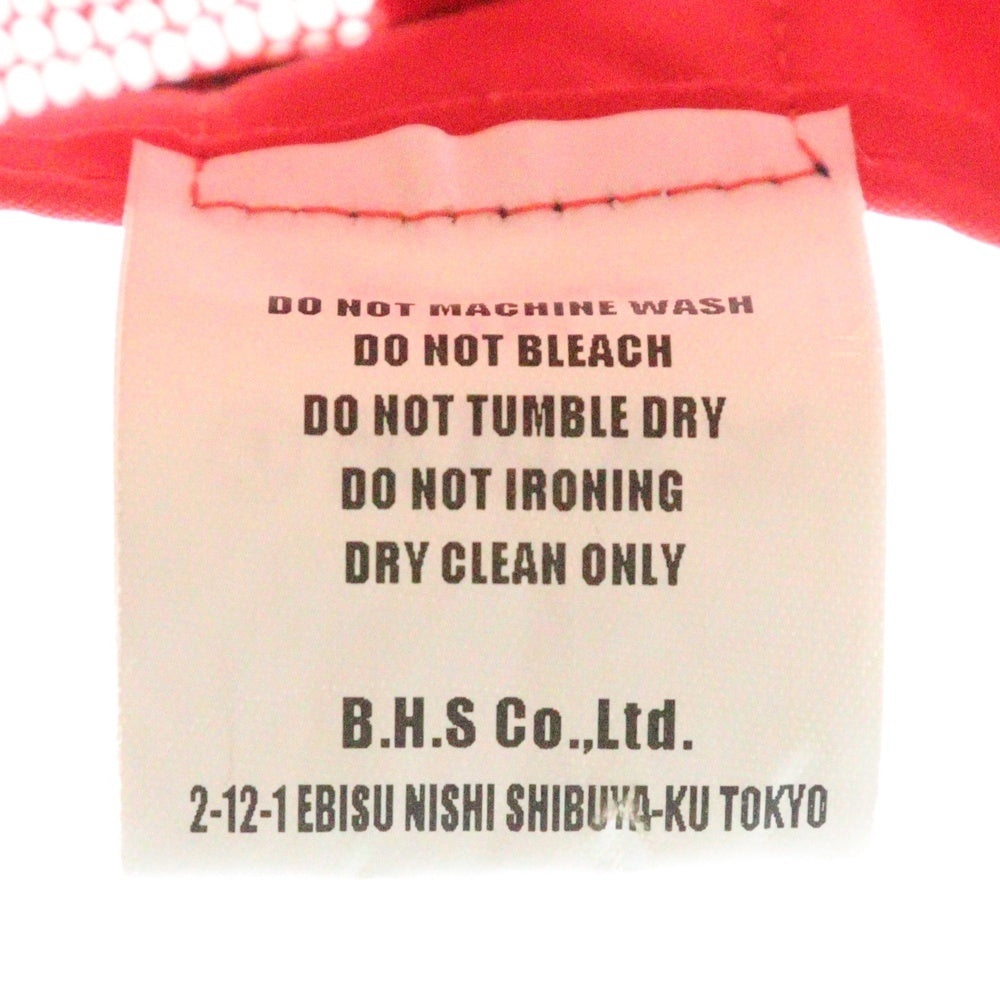 DO NOT MACHINE WASH
DO NOT BLEACH
DO NOT TUMBLE DRY
DO NOT IRONING
DRY CLEAN ONLY
B.H.S Co.,Ltd.
2-12-1 EBISU NISHI SHIBUYA-KU TOKYO